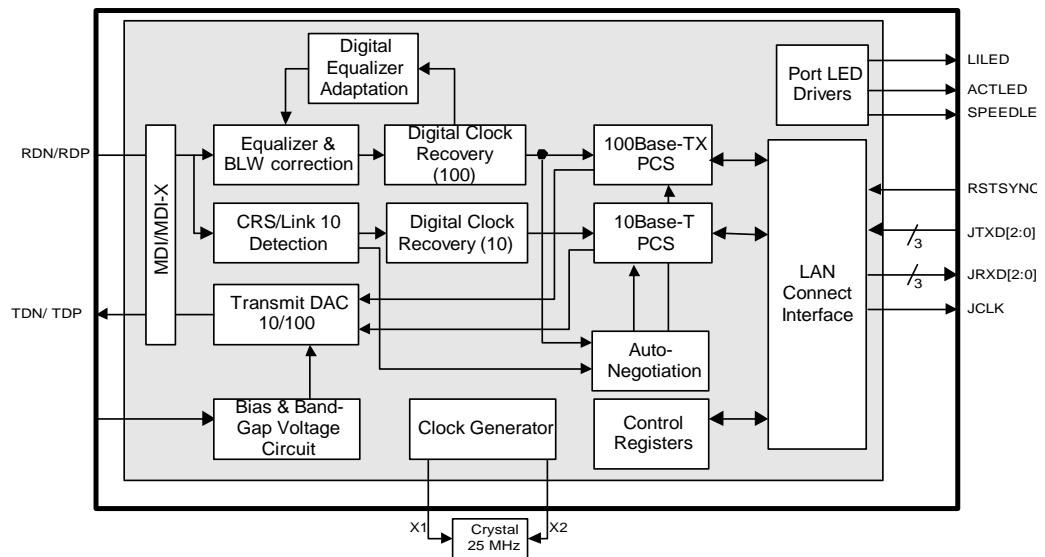 Digital
Equalizer
Adaptation
Port LED
Drivers
LILED
ACTLED
SPEEDLE
RDN/RDP
MDI/MDI-X
Equalizer &
BLW correction
Digital Clock
Recovery
(100)
100Base-TX
PCS
RSTSYNC
CRS/Link 10
Detection
Digital Clock
Recovery (10)
10Base-T
PCS
JTXD[2:0]
3
LAN
Connect
Interface
JRXD[2:0]
3
TDN/ TDP
Transmit DAC
10/100
JCLK
Auto-
Negotiation
Bias & Band-
Gap Voltage
Circuit
Clock Generator
Control
Registers
X1
X2
Crystal
25 MHz